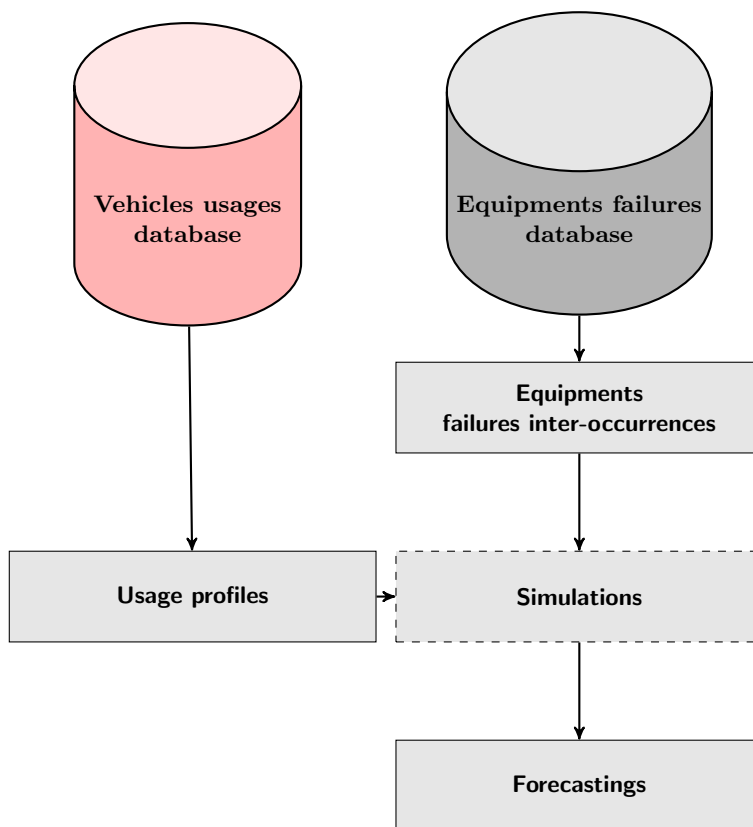 Vehicles usages
database
Equipments failures
database
Equipments
failures inter-occurrences
Usage profiles
Simulations
Forecastings